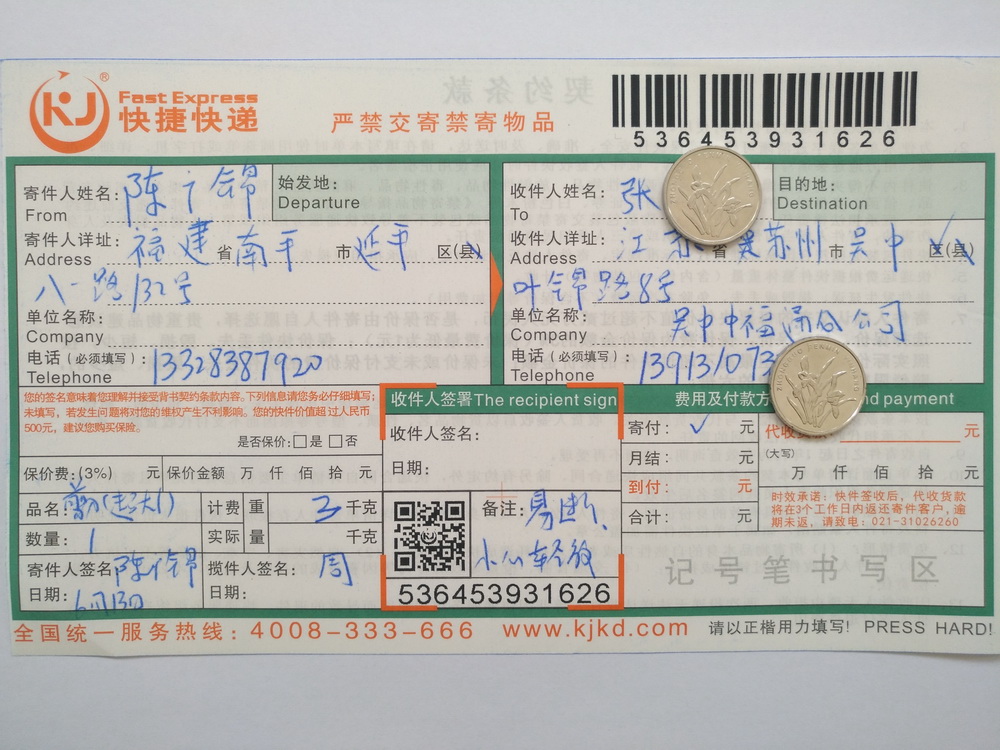 KJ ® Fast Express
快捷快递
严禁交寄禁寄物品
536453931626
寄件人姓名: 陈广锦
From
始发地:
Departure
寄件人详址: 福建省南平市延平区(县)
Address
八一路132号
单位名称:
Company
电话(必须填写): 13328387920
Telephone
收件人姓名: 张
To
目的地:
Destination
收件人详址: 江苏省 苏州市吴中区(县)
Address
叶锦路8号
单位名称:
Company
吴中中福 公司
电话(必须填写): 139131073
Telephone
您的签名意味着您理解并接受背书契约条款内容。下列信息请您务必仔细填写;
未填写,若发生问题将对您的维权产生不利影响。您的快件价值超过人民币
500元,建议您购买保险。
是否保价: □是 □否
保价费:(3%) 元 保价金额 万 仟 佰 拾 元
品名:
计费重量 3 千克
数量: 1
实际重量 千克
寄件人签名 陈广锦
日期: 6月13日
揽件人签名: 周
日期:
收件人签署The recipient sign
收件人签名:
日期:
备注: 易断、
小心轻放
536453931626
费用及付款方 nd payment
寄付: ✓ 元
月结: 元
到付: 元
合计: 元
代收 元
(大写)
万 仟 佰 拾 元
时效承诺: 快件签收后,代收货款
将在3个工作日内返还寄件客户,逾
期未返,请致电: 021-31026260
记号笔书写区
全国统一服务热线: 4008-333-666 www.kjkd.com 请以正楷用力填写! PRESS HARD!